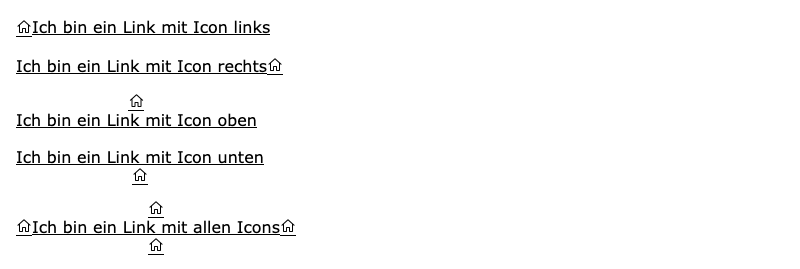 Ich bin ein Link mit Icon links
Ich bin ein Link mit Icon rechts
Ich bin ein Link mit Icon oben
Ich bin ein Link mit Icon unten
Ich bin ein Link mit allen Icons